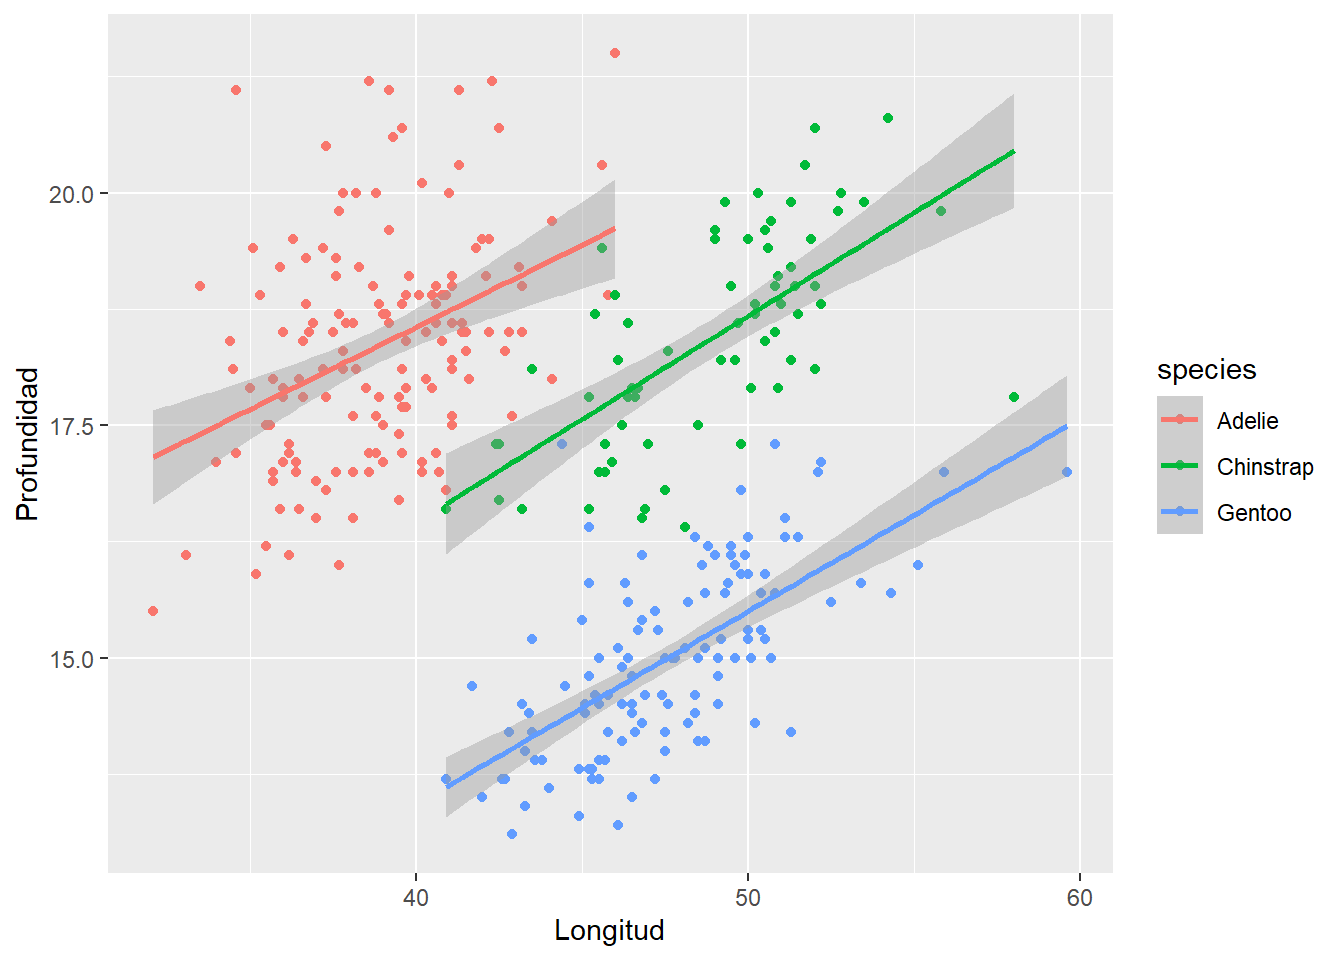 20.0
17.5
15.0
Profundidad
40
50
60
Longitud
species
Adelie
Chinstrap
Gentoo